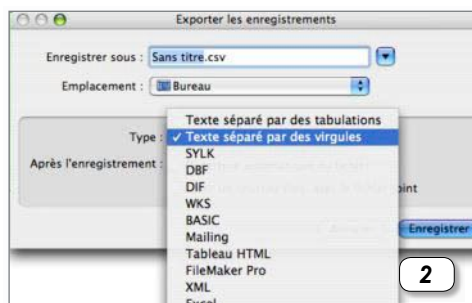 Exporter les enregistrements
Enregistrer sous : Sans titre.csv
Emplacement : Bureau
Texte séparé par des tabulations
Type : ✓ Texte séparé par des virgules
SYLK
Après l'enregistrement :
DBF
DIF
WKS
BASIC
Mailing
Enregistrer
Tableau HTML
FileMaker Pro
XML
Excel
2